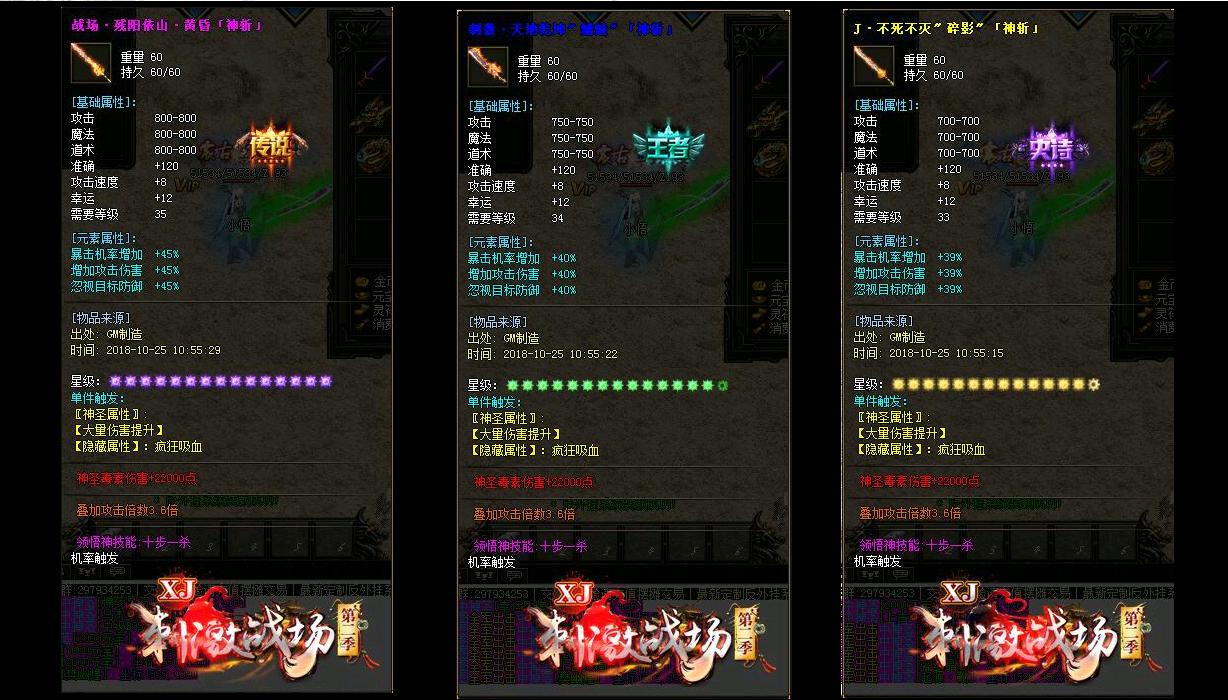 战场·残阳依山·黄昏「神斩」
重量 60
持久 60/60
[基础属性]:
攻击 800-800
魔法 800-800
道术 800-800
准确 +120
攻击速度 +8
幸运 +12
需要等级 35
传说
小悟
[元素属性]:
暴击机率增加 +45%
增加攻击伤害 +45%
忽视目标防御 +45%
[物品来源]
出处: GM制造
时间: 2018-10-25 10:55:29
星级:
单件触发:
〖神圣属性〗:
【大量伤害提升】
【隐藏属性】: 疯狂吸血
神圣毒素伤害+22000点
叠加攻击倍数3.6倍
领悟神技能:十步一杀
机率触发
群 297934253
XJ
刺激战场
第二季
重量 60
持久 60/60
[基础属性]:
攻击 750-750
魔法 750-750
道术 750-750
准确 +120
攻击速度 +8
幸运 +12
需要等级 34
王者
小悟
[元素属性]:
暴击机率增加 +40%
增加攻击伤害 +40%
忽视目标防御 +40%
[物品来源]
出处: GM制造
时间: 2018-10-25 10:55:22
星级:
单件触发:
〖神圣属性〗:
【大量伤害提升】
【隐藏属性】: 疯狂吸血
神圣毒素伤害+22000点
叠加攻击倍数3.6倍
领悟神技能:十步一杀
机率触发
群 297934253
XJ
刺激战场
第二季
J·不死不灭"碎影"「神斩」
重量 60
持久 60/60
[基础属性]:
攻击 700-700
魔法 700-700
道术 700-700
准确 +120
攻击速度 +8
幸运 +12
需要等级 33
史诗
小悟
[元素属性]:
暴击机率增加 +39%
增加攻击伤害 +39%
忽视目标防御 +39%
[物品来源]
出处: GM制造
时间: 2018-10-25 10:55:15
星级:
单件触发:
〖神圣属性〗:
【大量伤害提升】
【隐藏属性】: 疯狂吸血
神圣毒素伤害+22000点
叠加攻击倍数3.6倍
领悟神技能:十步一杀
机率触发
群 297934253
XJ
刺激战场
第二季